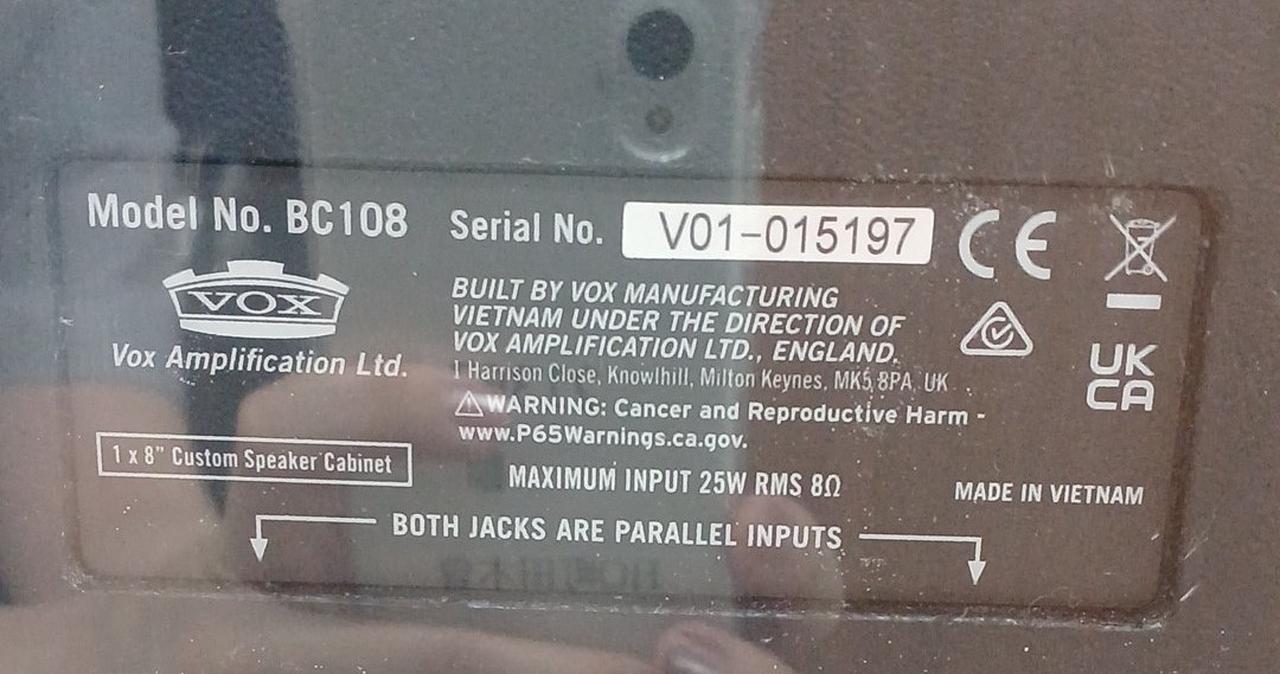 Model No. BC108
Serial No. V01-015197
CE
VOX
Vox Amplification Ltd.
BUILT BY VOX MANUFACTURING
VIETNAM UNDER THE DIRECTION OF
VOX AMPLIFICATION LTD., ENGLAND.
1 Harrison Close, Knowlhill, Milton Keynes, MK5 8PA, UK
UK
CA
WARNING: Cancer and Reproductive Harm -
www.P65Warnings.ca.gov.
1 x 8" Custom Speaker Cabinet
MAXIMUM INPUT 25W RMS 8Ω
MADE IN VIETNAM
BOTH JACKS ARE PARALLEL INPUTS